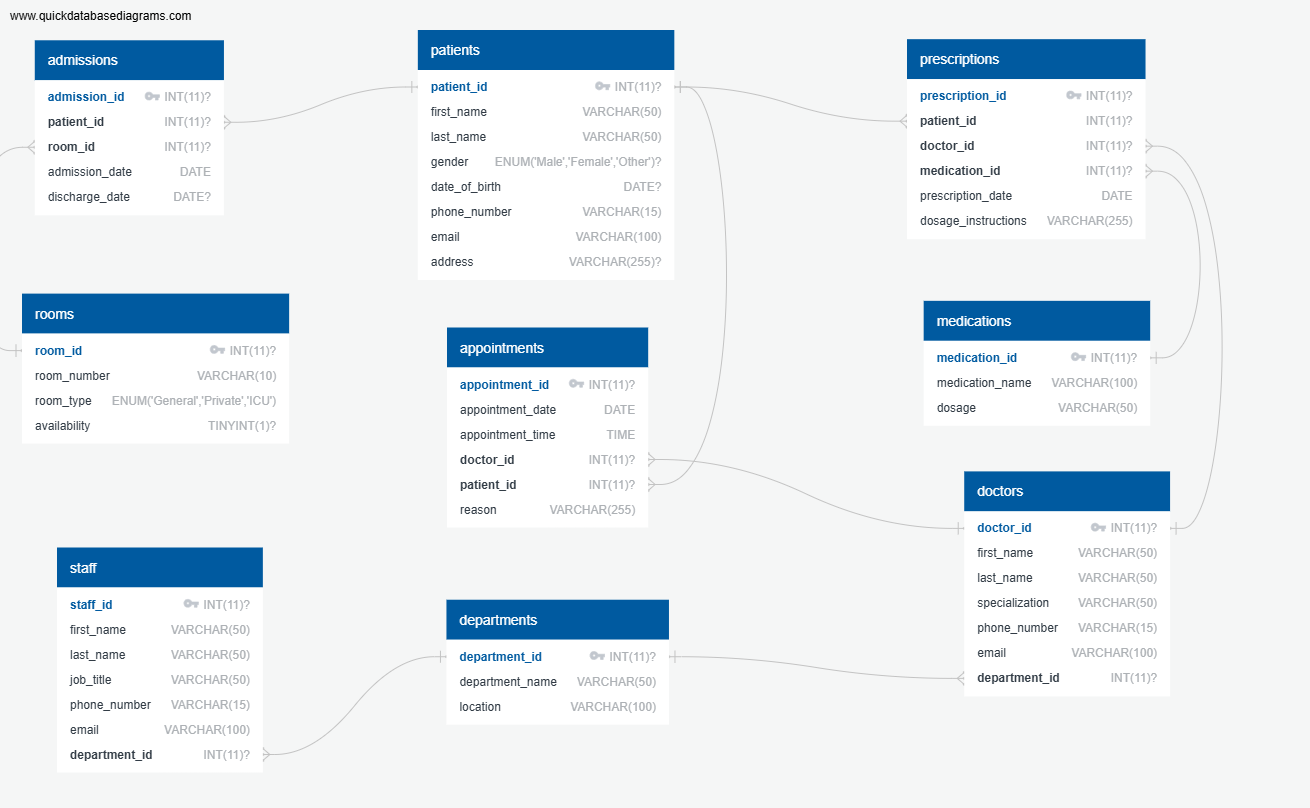 www.quickdatabasediagrams.com
admissions
admission_id INT(11)?
patient_id INT(11)?
room_id INT(11)?
admission_date DATE
discharge_date DATE?
patients
patient_id INT(11)?
first_name VARCHAR(50)
last_name VARCHAR(50)
gender ENUM('Male','Female','Other')?
date_of_birth DATE?
phone_number VARCHAR(15)
email VARCHAR(100)
address VARCHAR(255)?
prescriptions
prescription_id INT(11)?
patient_id INT(11)?
doctor_id INT(11)?
medication_id INT(11)?
prescription_date DATE
dosage_instructions VARCHAR(255)
rooms
room_id INT(11)?
room_number VARCHAR(10)
room_type ENUM('General','Private','ICU')
availability TINYINT(1)?
appointments
appointment_id INT(11)?
appointment_date DATE
appointment_time TIME
doctor_id INT(11)?
patient_id INT(11)?
reason VARCHAR(255)
medications
medication_id INT(11)?
medication_name VARCHAR(100)
dosage VARCHAR(50)
doctors
doctor_id INT(11)?
first_name VARCHAR(50)
last_name VARCHAR(50)
specialization VARCHAR(50)
phone_number VARCHAR(15)
email VARCHAR(100)
department_id INT(11)?
staff
staff_id INT(11)?
first_name VARCHAR(50)
last_name VARCHAR(50)
job_title VARCHAR(50)
phone_number VARCHAR(15)
email VARCHAR(100)
department_id INT(11)?
departments
department_id INT(11)?
department_name VARCHAR(50)
location VARCHAR(100)